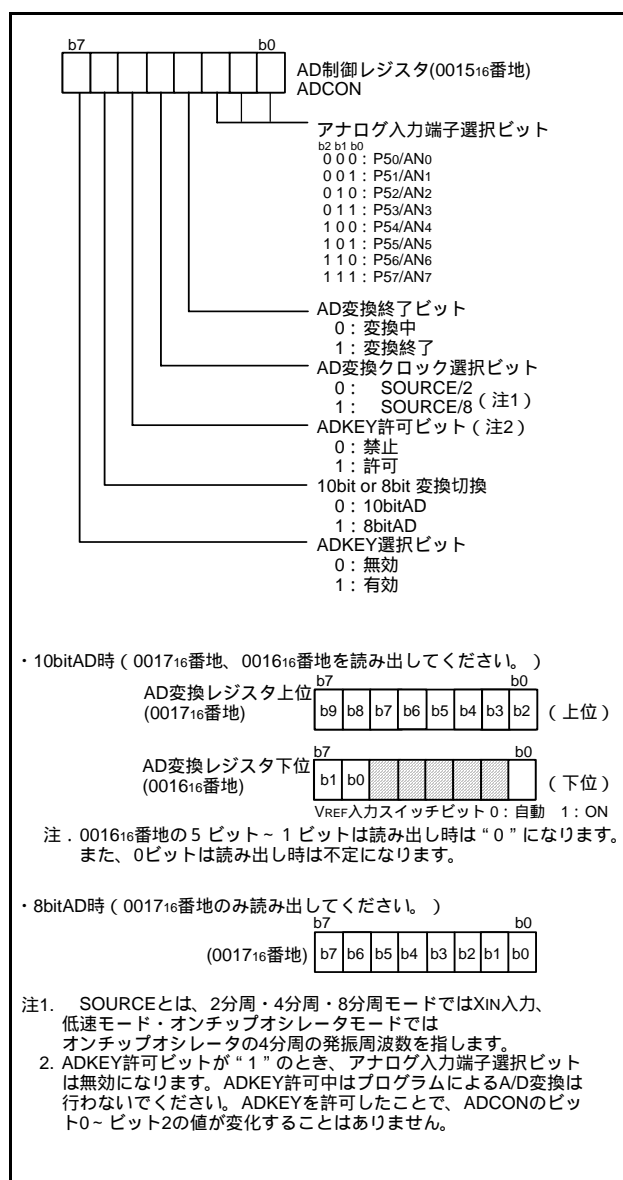 b7 b0
AD制御レジスタ(001516番地)
ADCON
アナログ入力端子選択ビット
b2 b1 b0
0 0 0 : P50/AN0
0 0 1 : P51/AN1
0 1 0 : P52/AN2
0 1 1 : P53/AN3
1 0 0 : P54/AN4
1 0 1 : P55/AN5
1 1 0 : P56/AN6
1 1 1 : P57/AN7
AD変換終了ビット
0 : 変換中
1 : 変換終了
AD変換クロック選択ビット
0 : SOURCE/2
1 : SOURCE/8 ( 注1 )
ADKEY許可ビット ( 注2 )
0 : 禁止
1 : 許可
10bit or 8bit 変換切換
0 : 10bitAD
1 : 8bitAD
ADKEY選択ビット
0 : 無効
1 : 有効
・10bitAD時 ( 001716番地、001616番地を読み出してください。 )
b7 b0
AD変換レジスタ上位
(001716番地) b9 b8 b7 b6 b5 b4 b3 b2 ( 上位 )
b7 b0
AD変換レジスタ下位
(001616番地) b1 b0 ( 下位 )
VREF入力スイッチビット 0 : 自動 1 : ON
注 . 001616番地の 5 ビット ~ 1 ビットは読み出し時は “ 0 ” になります。
また、0ビットは読み出し時は不定になります。
・8bitAD時 ( 001716番地のみ読み出してください。 )
b7 b0
(001716番地) b7 b6 b5 b4 b3 b2 b1 b0
注1. SOURCEとは、2分周・4分周・8分周モードではXIN入力、
低速モード・オンチップオシレータモードでは
オンチップオシレータの4分周の発振周波数を指します。
2. ADKEY許可ビットが “ 1 ” のとき、アナログ入力端子選択ビット
は無効になります。ADKEY許可中はプログラムによるA/D変換は
行わないでください。ADKEYを許可したことで、ADCONのビッ
ト0 ~ ビット2の値が変化することはありません。